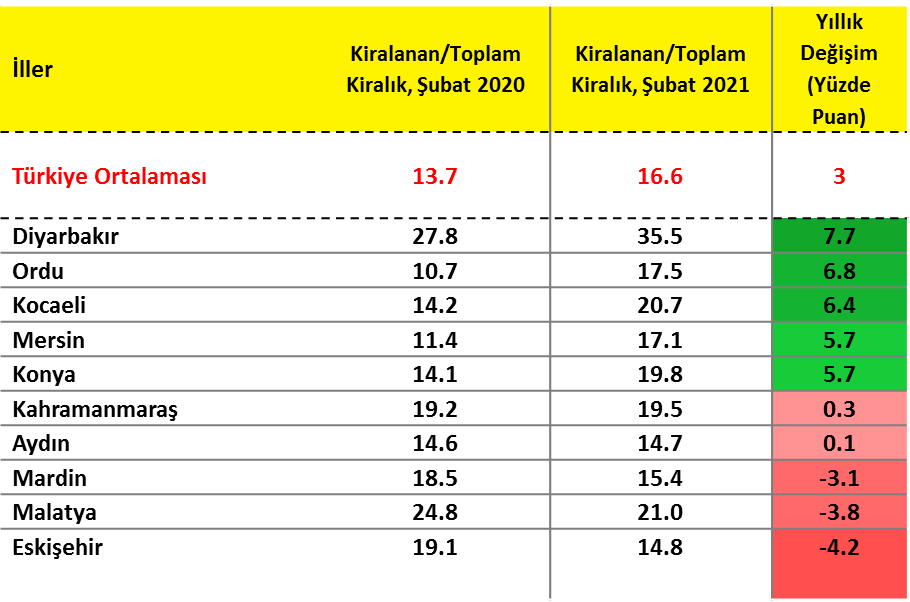 İller
Kiralanan/Toplam
Kiralık, Şubat 2020
Kiralanan/Toplam
Kiralık, Şubat 2021
Yıllık
Değişim
(Yüzde
Puan)
Türkiye Ortalaması 13.7 16.6 3
Diyarbakır 27.8 35.5 7.7
Ordu 10.7 17.5 6.8
Kocaeli 14.2 20.7 6.4
Mersin 11.4 17.1 5.7
Konya 14.1 19.8 5.7
Kahramanmaraş 19.2 19.5 0.3
Aydın 14.6 14.7 0.1
Mardin 18.5 15.4 -3.1
Malatya 24.8 21.0 -3.8
Eskişehir 19.1 14.8 -4.2